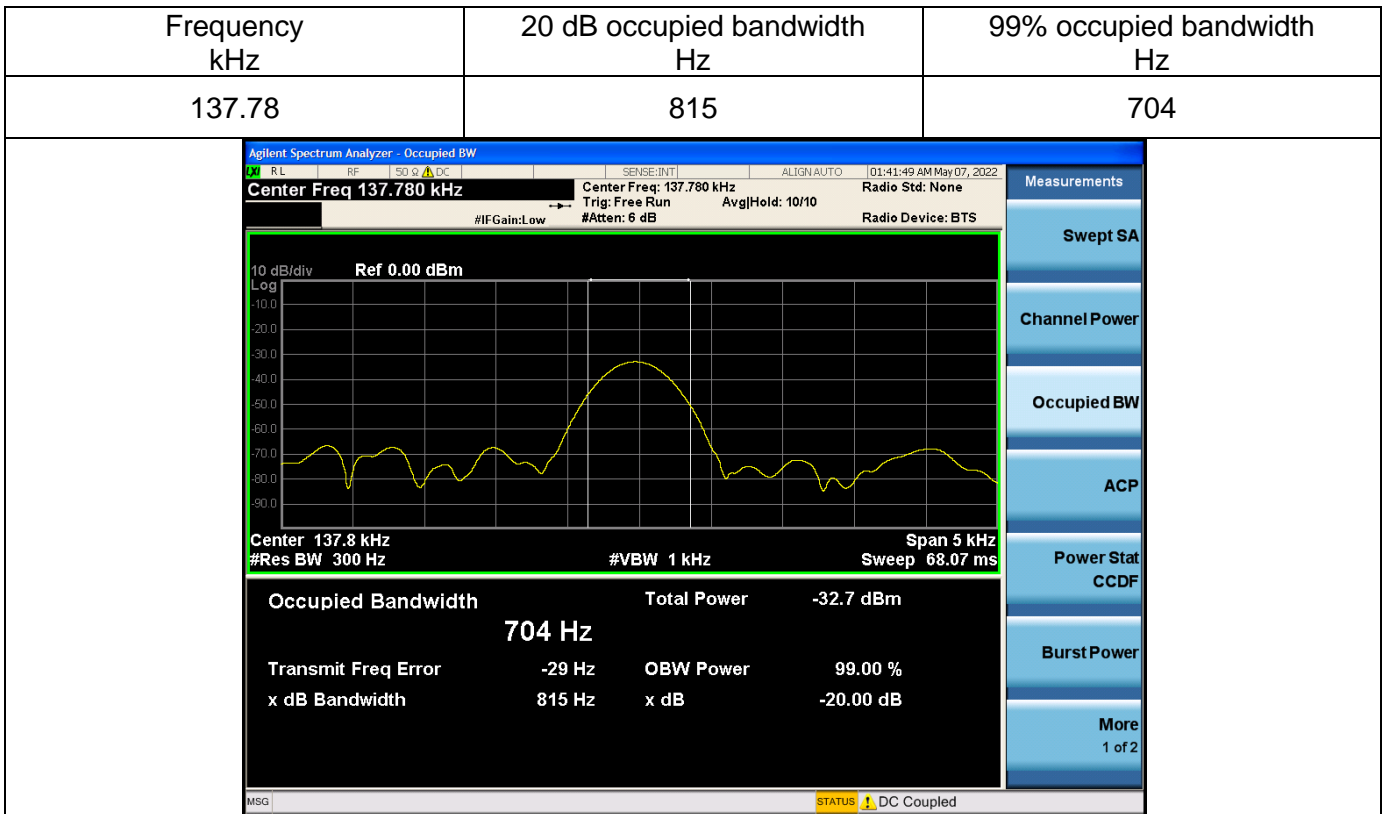 Frequency
kHz
20 dB occupied bandwidth
Hz
99% occupied bandwidth
Hz
137.78
815
704
Agilent Spectrum Analyzer - Occupied BW
LXI RL RF 50 Ω DC SENSE:INT ALIGN AUTO 01:41:49 AM May 07, 2022
Center Freq 137.780 kHz
Center Freq: 137.780 kHz
Radio Std: None
Trig: Free Run Avg|Hold: 10/10
#IFGain:Low
#Atten: 6 dB
Radio Device: BTS
10 dB/div Ref 0.00 dBm
Log
-10.0
-20.0
-30.0
-40.0
-50.0
-60.0
-70.0
-80.0
-90.0
Center 137.8 kHz Span 5 kHz
#Res BW 300 Hz #VBW 1 kHz Sweep 68.07 ms
Occupied Bandwidth Total Power -32.7 dBm
704 Hz
Transmit Freq Error -29 Hz OBW Power 99.00 %
x dB Bandwidth 815 Hz x dB -20.00 dB
MSG STATUS DC Coupled
Measurements
Swept SA
Channel Power
Occupied BW
ACP
Power Stat
CCDF
Burst Power
More
1 of 2